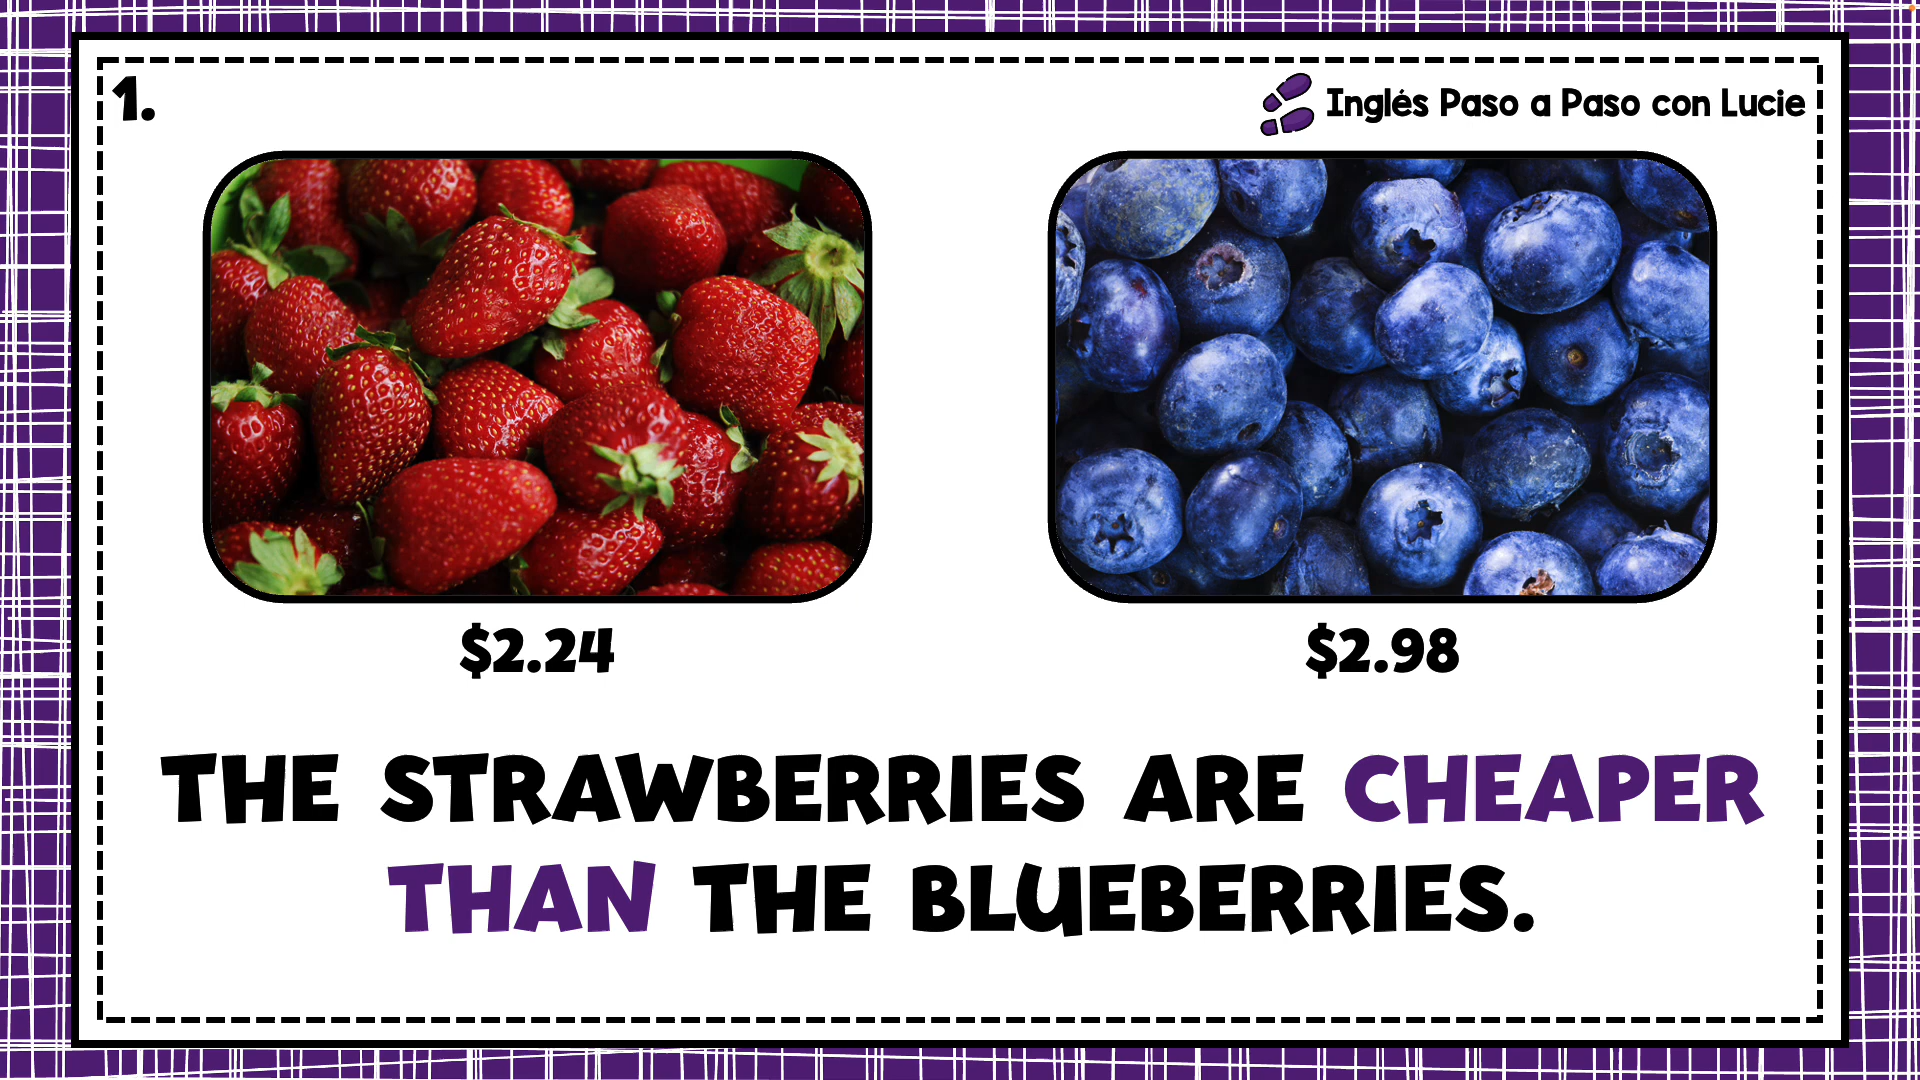 1.
Inglés Paso a Paso con Lucie
$2.24
$2.98
THE STRAWBERRIES ARE CHEAPER
THAN THE BLUEBERRIES.